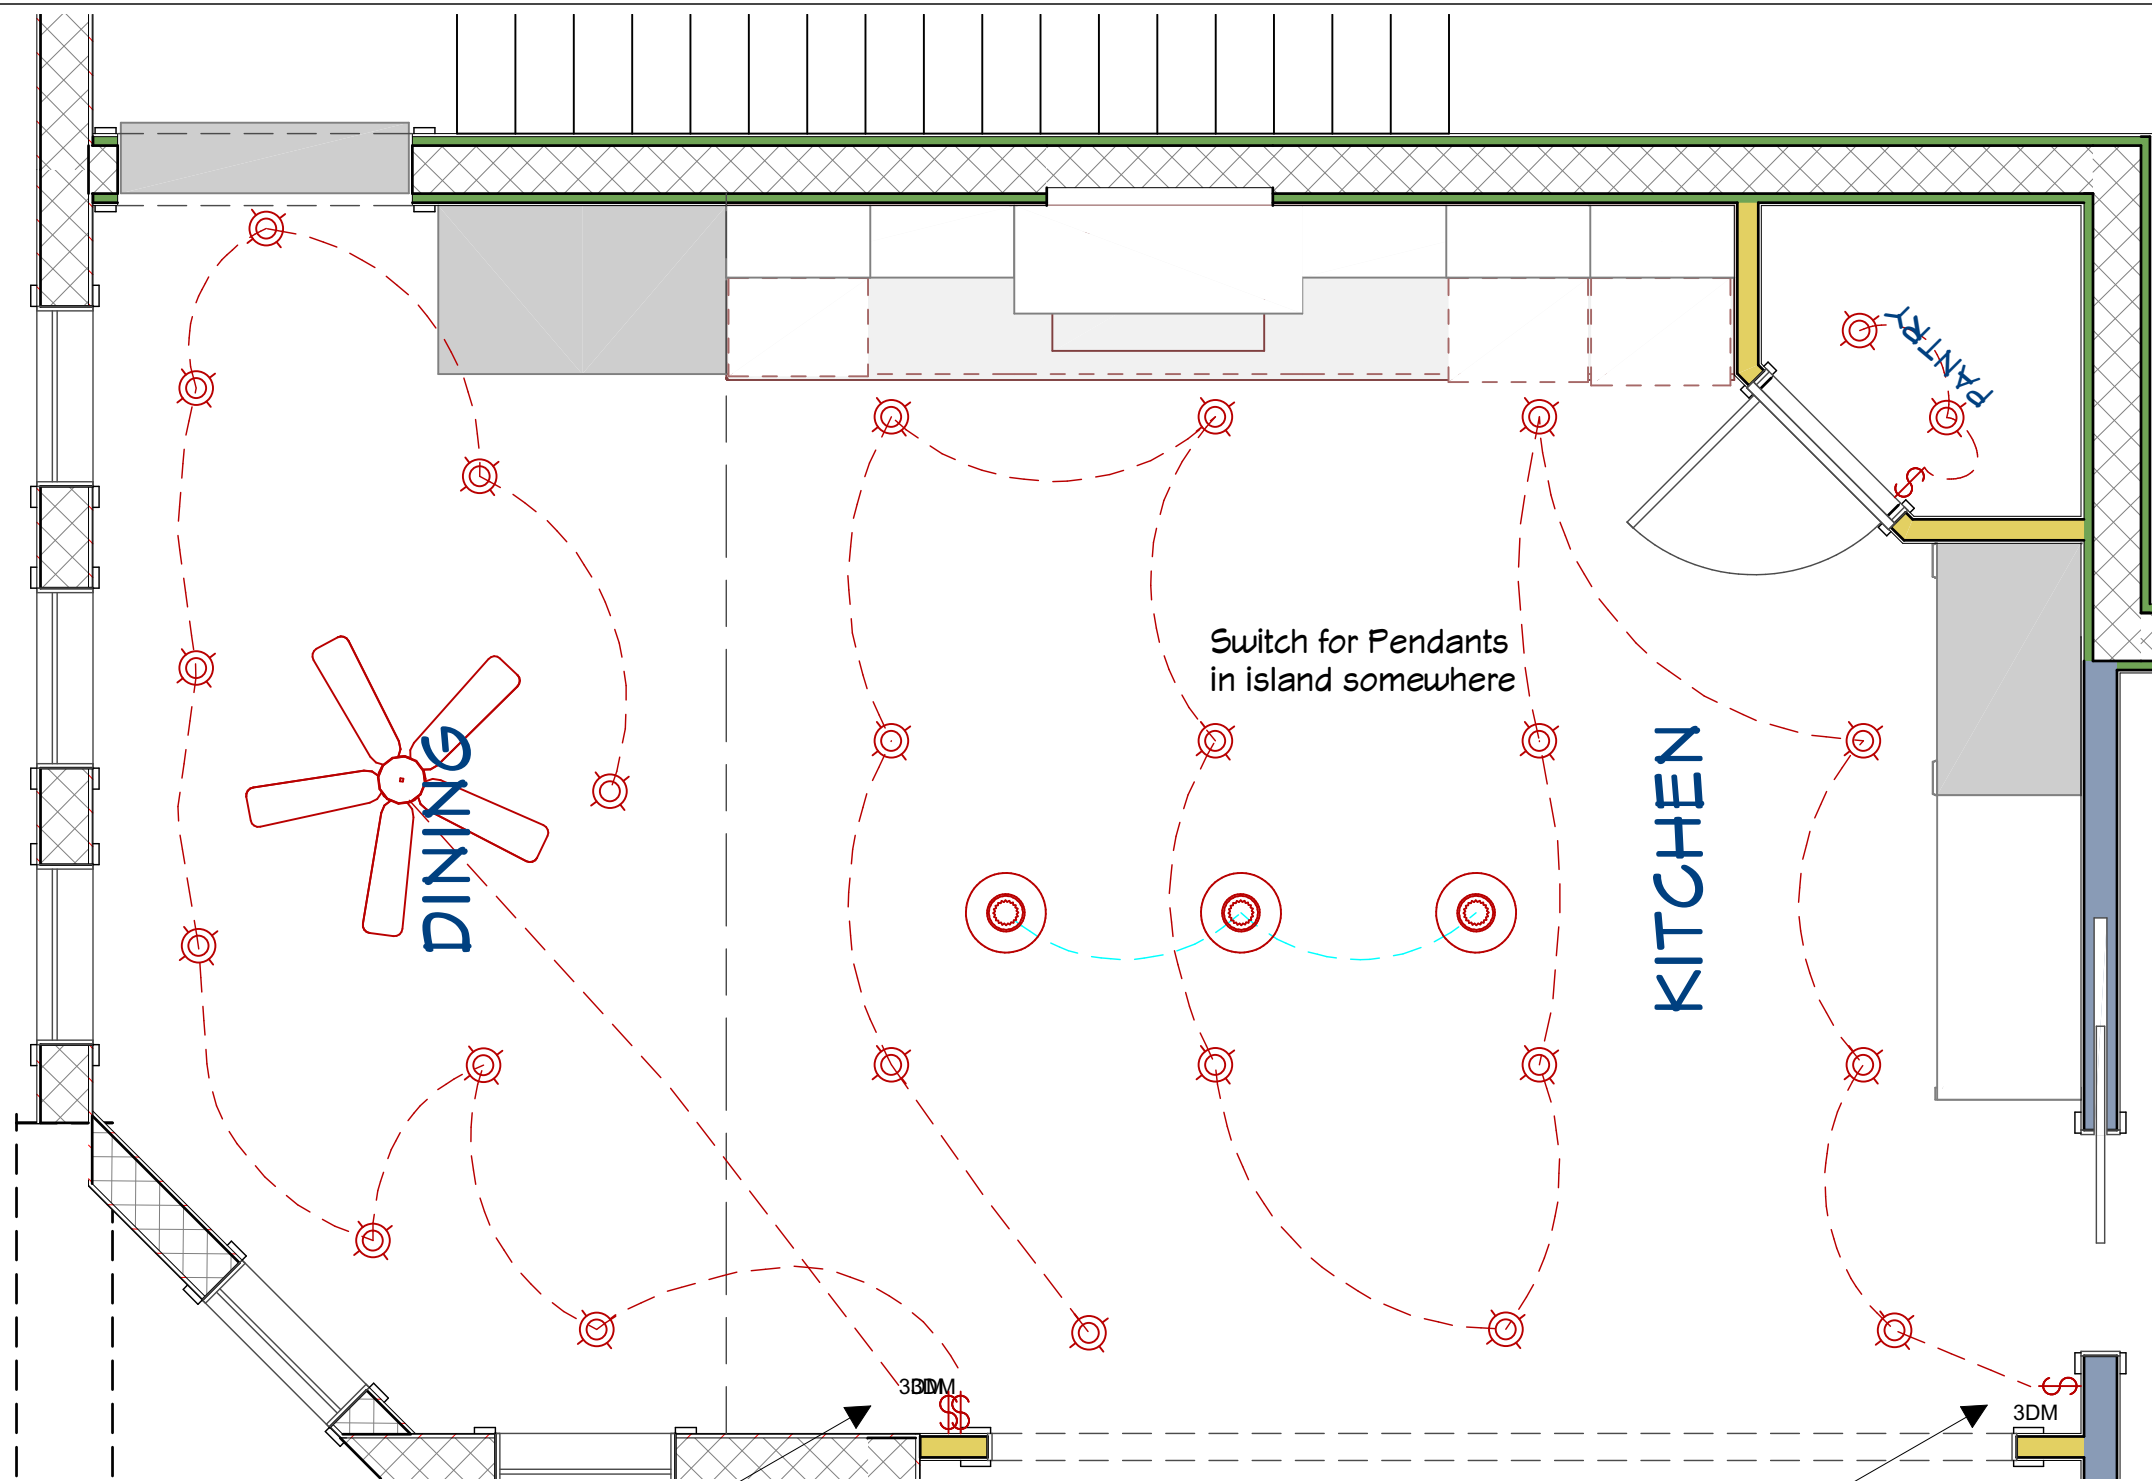 PANTRY
Switch for Pendants
in island somewhere
DINING
KITCHEN
$
$$
$
3DM